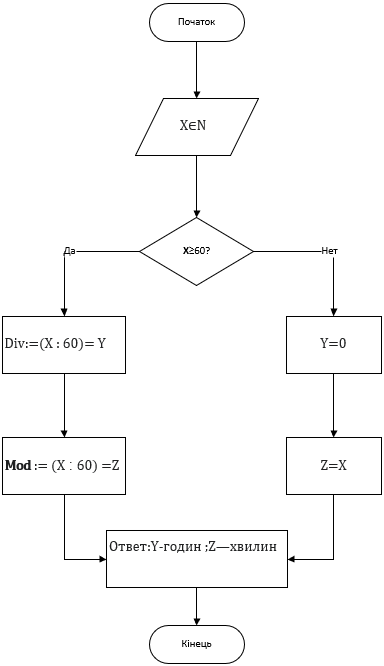 Початок
X∈N
X≥60?
Да
Нет
Div:=(X : 60)= Y
Y=0
Mod := (X : 60) =Z
Z=X
Ответ:Y-годин ;Z—хвилин
Кінець